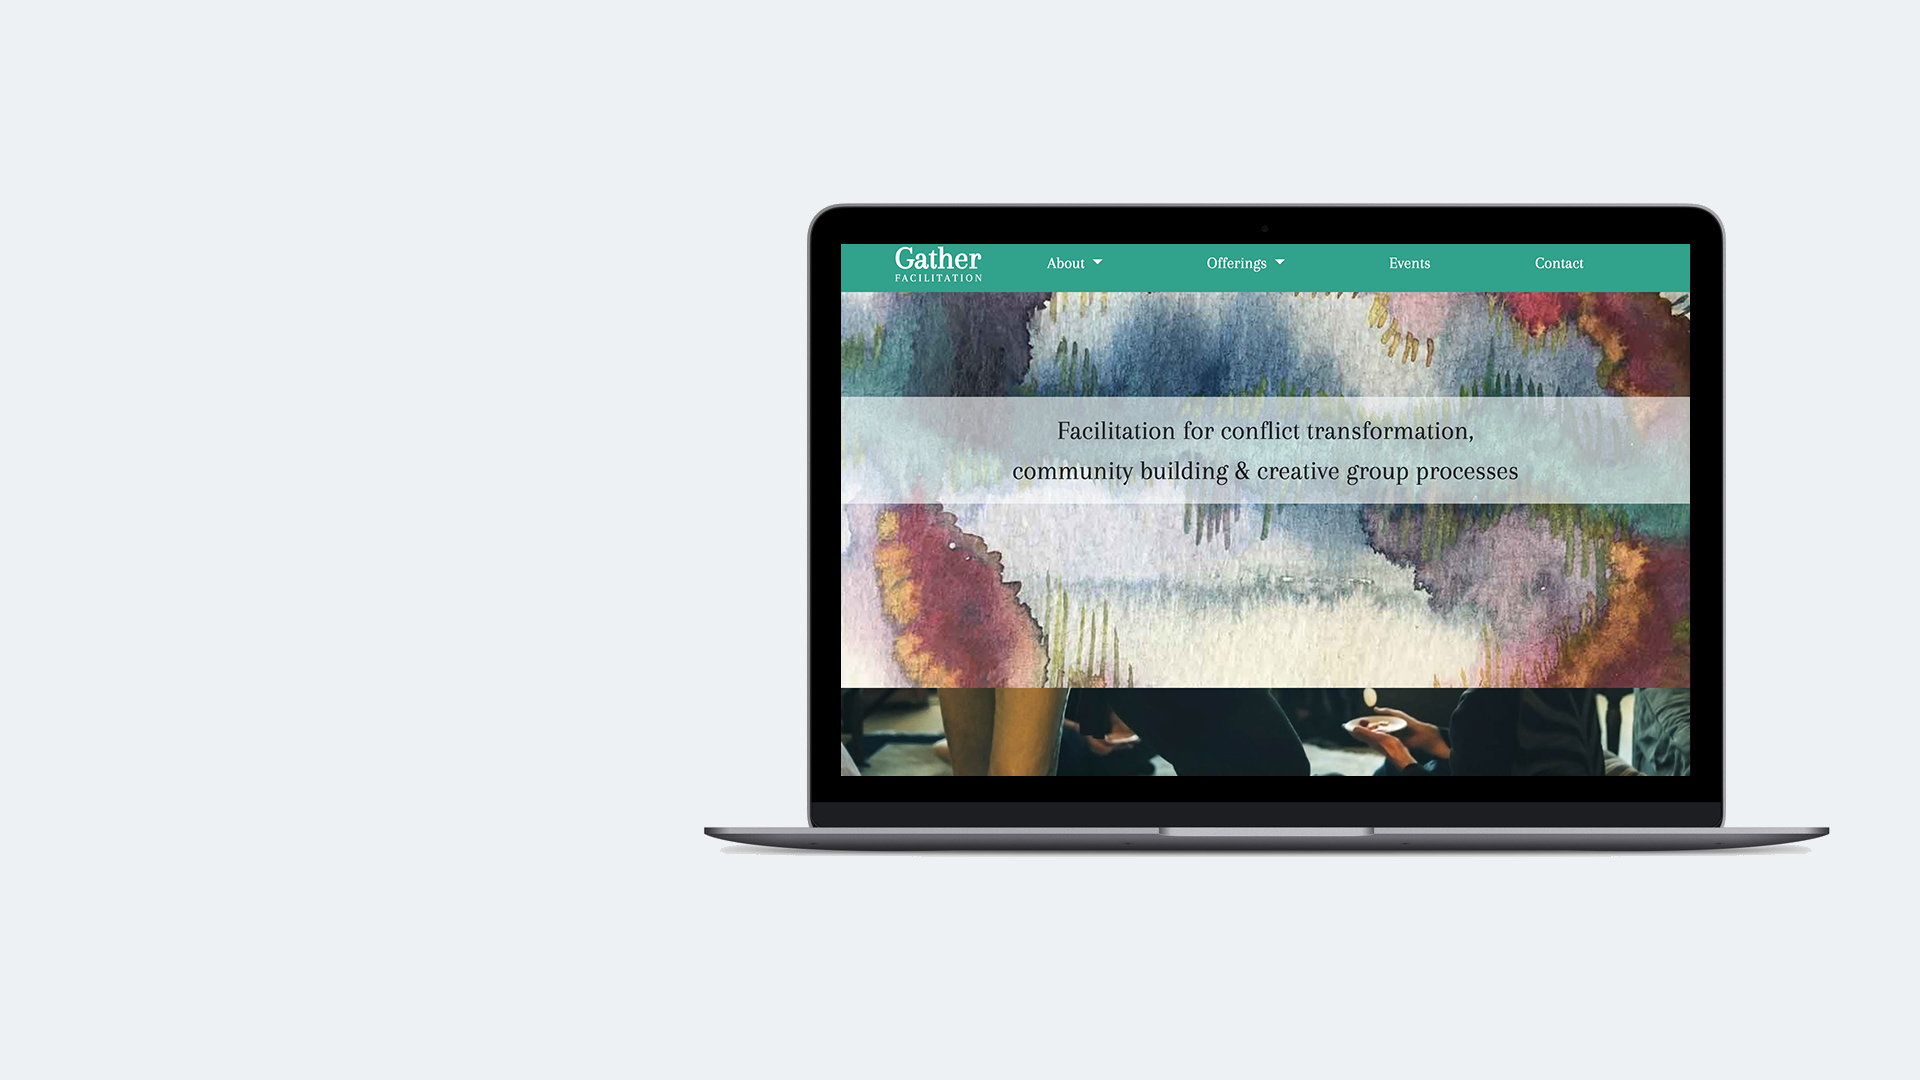 Gather
FACILITATION
About
Offerings
Events
Contact
Facilitation for conflict transformation,
community building & creative group processes